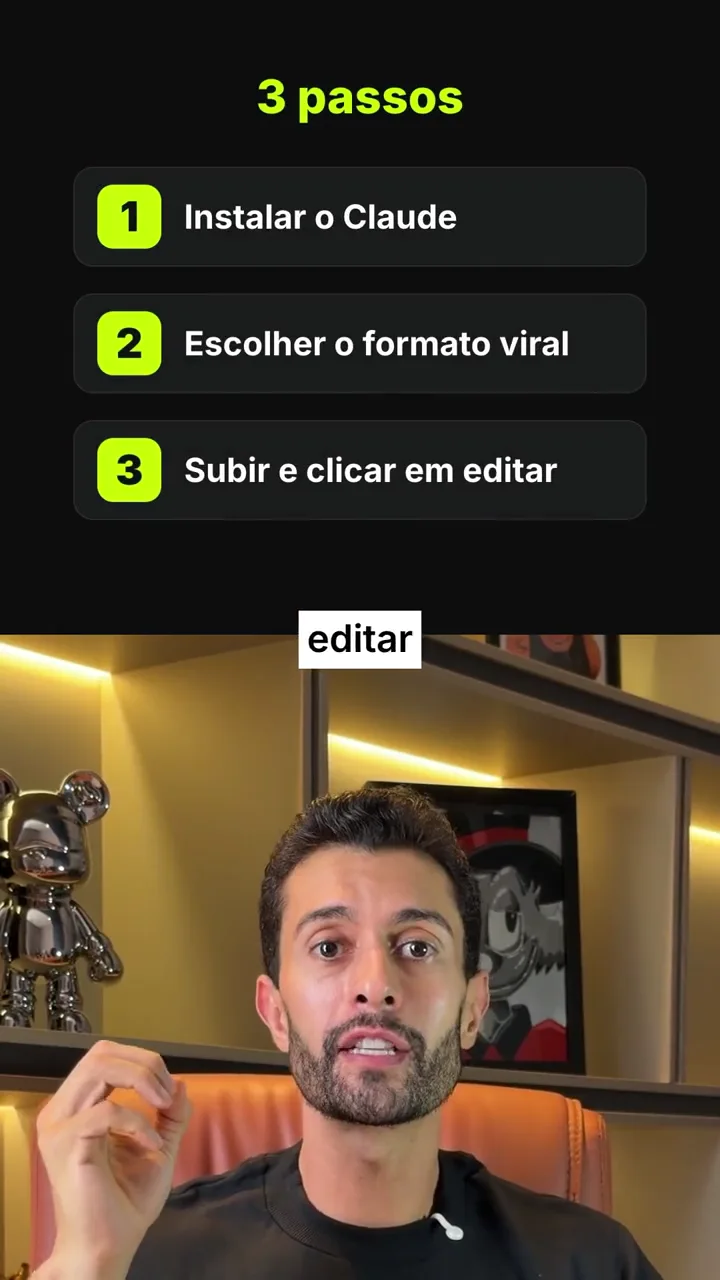 3 passos
1 Instalar o Claude
2 Escolher o formato viral
3 Subir e clicar em editar
editar